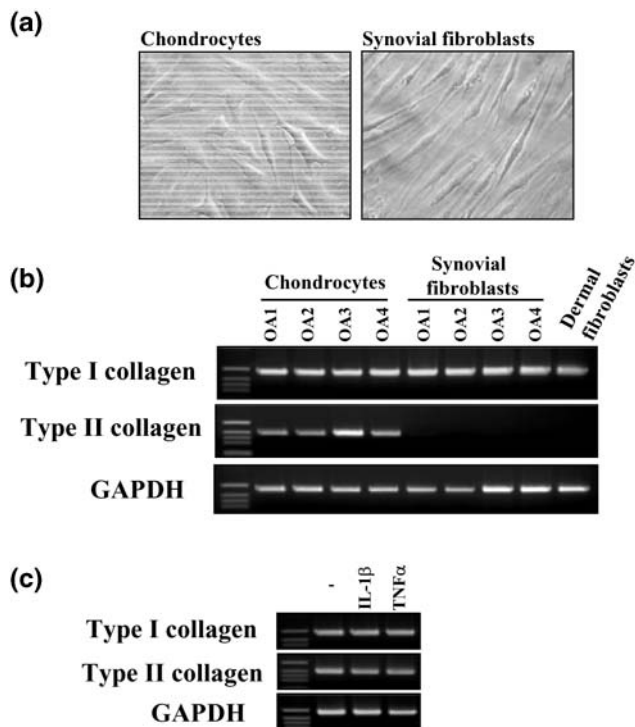 (a)
Chondrocytes Synovial fibroblasts
(b)
Chondrocytes Synovial fibroblasts Dermal fibroblasts
OA1 OA2 OA3 OA4 OA1 OA2 OA3 OA4
Type I collagen
Type II collagen
GAPDH
(c)
- IL-1β TNFα
Type I collagen
Type II collagen
GAPDH